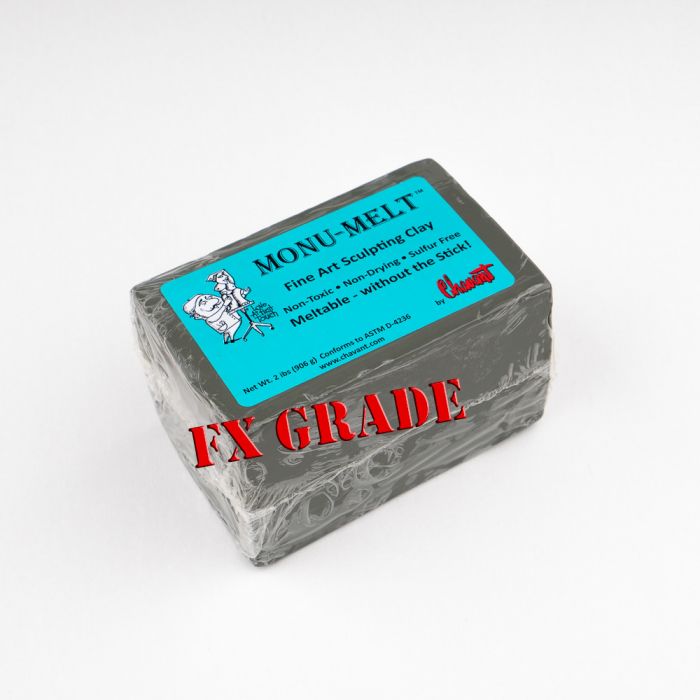 MONU-MELT™
Fine Art Sculpting Clay
Non-Toxic • Non-Drying • Sulfur Free
Meltable - without the Stick!
by Chavant
Net Wt. 2 lbs (906 g) Conforms to ASTM D-4236
www.chavant.com
FX GRADE